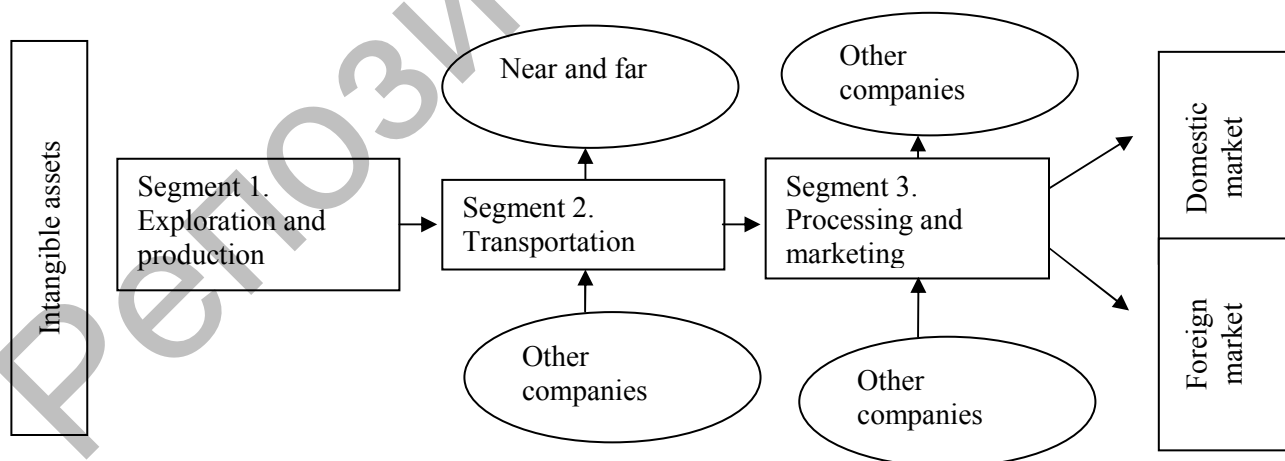 Intangible assets
Segment 1.
Exploration and
production
Near and far
Segment 2.
Transportation
Other
companies
Other
companies
Segment 3.
Processing and
marketing
Other
companies
Domestic
market
Foreign
market
Репози